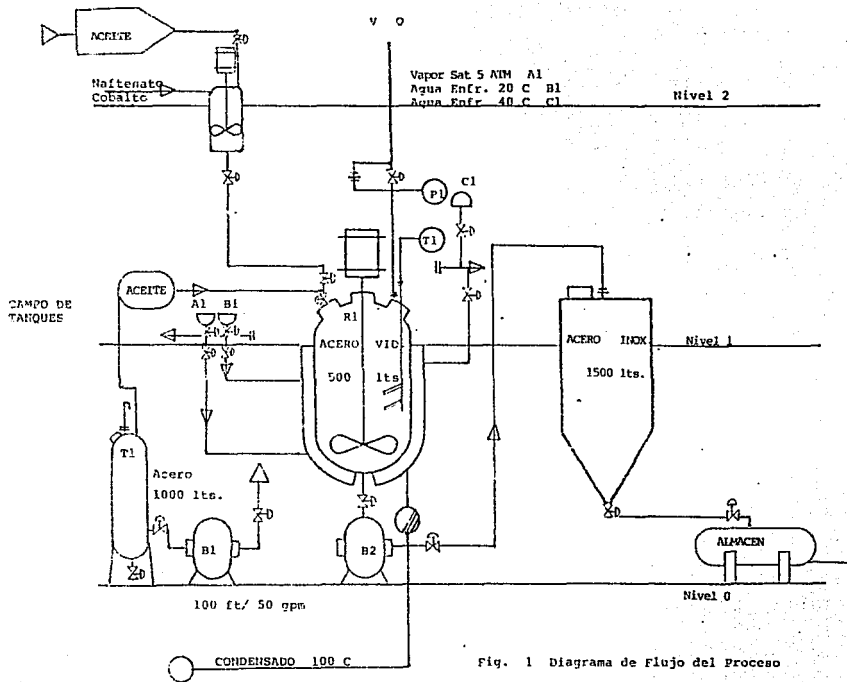 ACEITE
V O
Naftenato
Cobalto
Vapor Sat 5 ATM A1
Agua Enfr. 20 C B1
Agua Enfr 40 C C1
Nivel 2
P1
C1
T1
ACEITE
CAMPO DE
TANQUES
A1 B1
R1
ACERO VID
500 lts
ACERO INOX
1500 lts.
Nivel 1
T1
Acero
1000 lts.
B1
B2
ALMACEN
100 ft/ 50 gpm
Nivel 0
CONDENSADO 100 C
Fig. 1 Diagrama de Flujo del Proceso